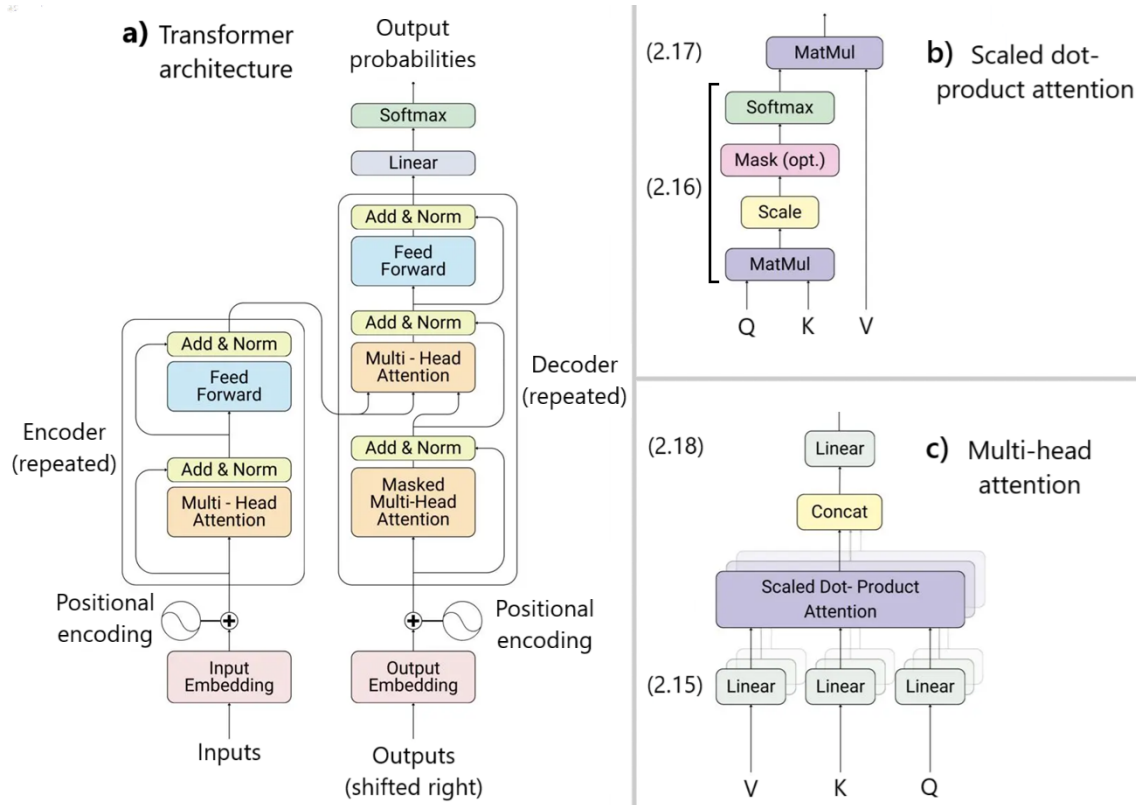 a) Transformer
architecture
Output
probabilities
Softmax
Linear
Add & Norm
Feed
Forward
Add & Norm
Multi - Head
Attention
Decoder
(repeated)
Add & Norm
Masked
Multi-Head
Attention
Add & Norm
Feed
Forward
Encoder
(repeated)
Add & Norm
Multi - Head
Attention
Positional
encoding
Positional
encoding
Input
Embedding
Output
Embedding
Inputs
Outputs
(shifted right)
b) Scaled dot-
product attention
(2.17)
MatMul
Softmax
Mask (opt.)
(2.16)
Scale
MatMul
Q K V
c) Multi-head
attention
(2.18)
Linear
Concat
Scaled Dot- Product
Attention
(2.15)
Linear Linear Linear
V K Q